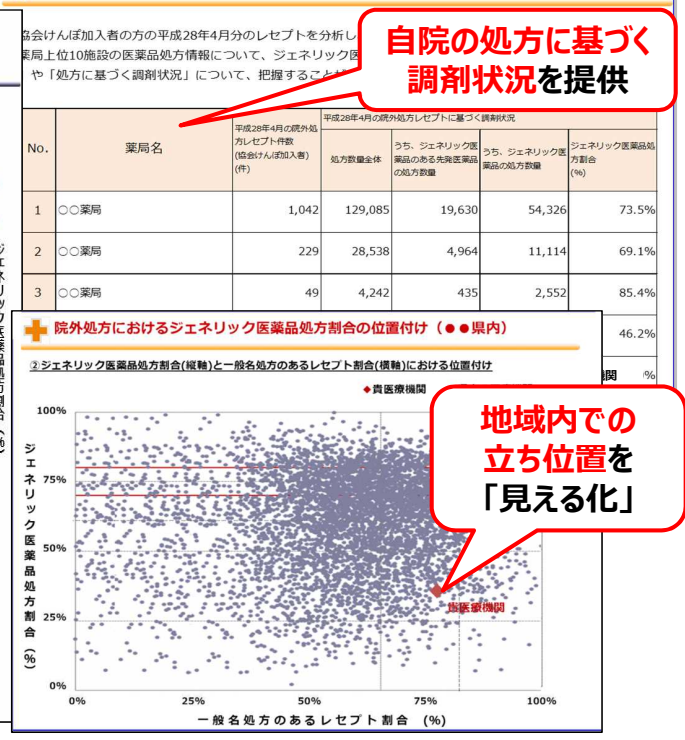 協会けんぽ加入者の方の平成28年4月分のレセプトを分析し
薬局上位10施設の医薬品処方情報について、ジェネリック医
や「処方に基づく調剤状況」について、把握することが
自院の処方に基づく
調剤状況を提供
No.
薬局名
平成28年4月の院外処
方レセプト件数
(協会けんぽ加入者)
(件)
平成28年4月の院外処方レセプトに基づく調剤状況
処方数量全体
うち、ジェネリック医
薬品のある先発医薬品
の処方数量
うち、ジェネリック医
薬品の処方数量
ジェネリック医薬品処
方割合
(%)
1 ○○薬局 1,042 129,085 19,630 54,326 73.5%
2 ○○薬局 229 28,538 4,964 11,114 69.1%
3 ○○薬局 49 4,242 435 2,552 85.4%
46.2%
機関 %
ジェネリック医薬品処方割合(%)
院外処方におけるジェネリック医薬品処方割合の位置付け（●●県内）
②ジェネリック医薬品処方割合(縦軸)と一般名処方のあるレセプト割合(横軸)における位置付け
◆貴医療機関
地域内での
立ち位置を
「見える化」
ジェネリック医薬品処方割合(%)
100%
75%
50%
25%
0%
貴医療機関
0% 25% 50% 75% 100%
一般名処方のあるレセプト割合 (%)